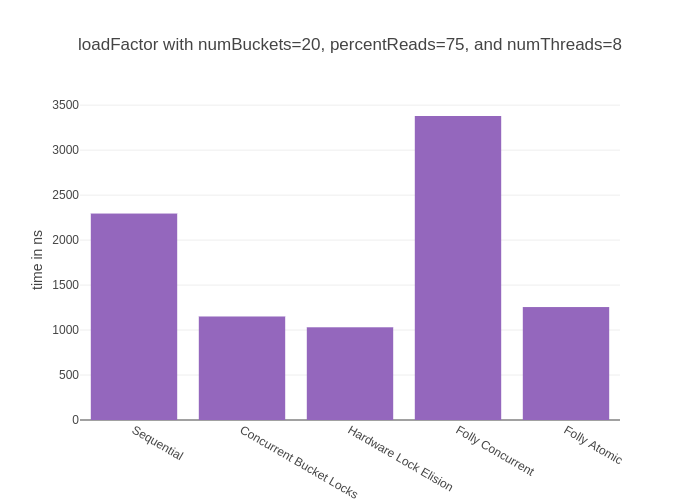 loadFactor with numBuckets=20, percentReads=75, and numThreads=8
3500
3000
2500
2000
1500
1000
500
0
time in ns
Sequential
Concurrent Bucket Locks
Hardware Lock Elision
Folly Concurrent
Folly Atomic